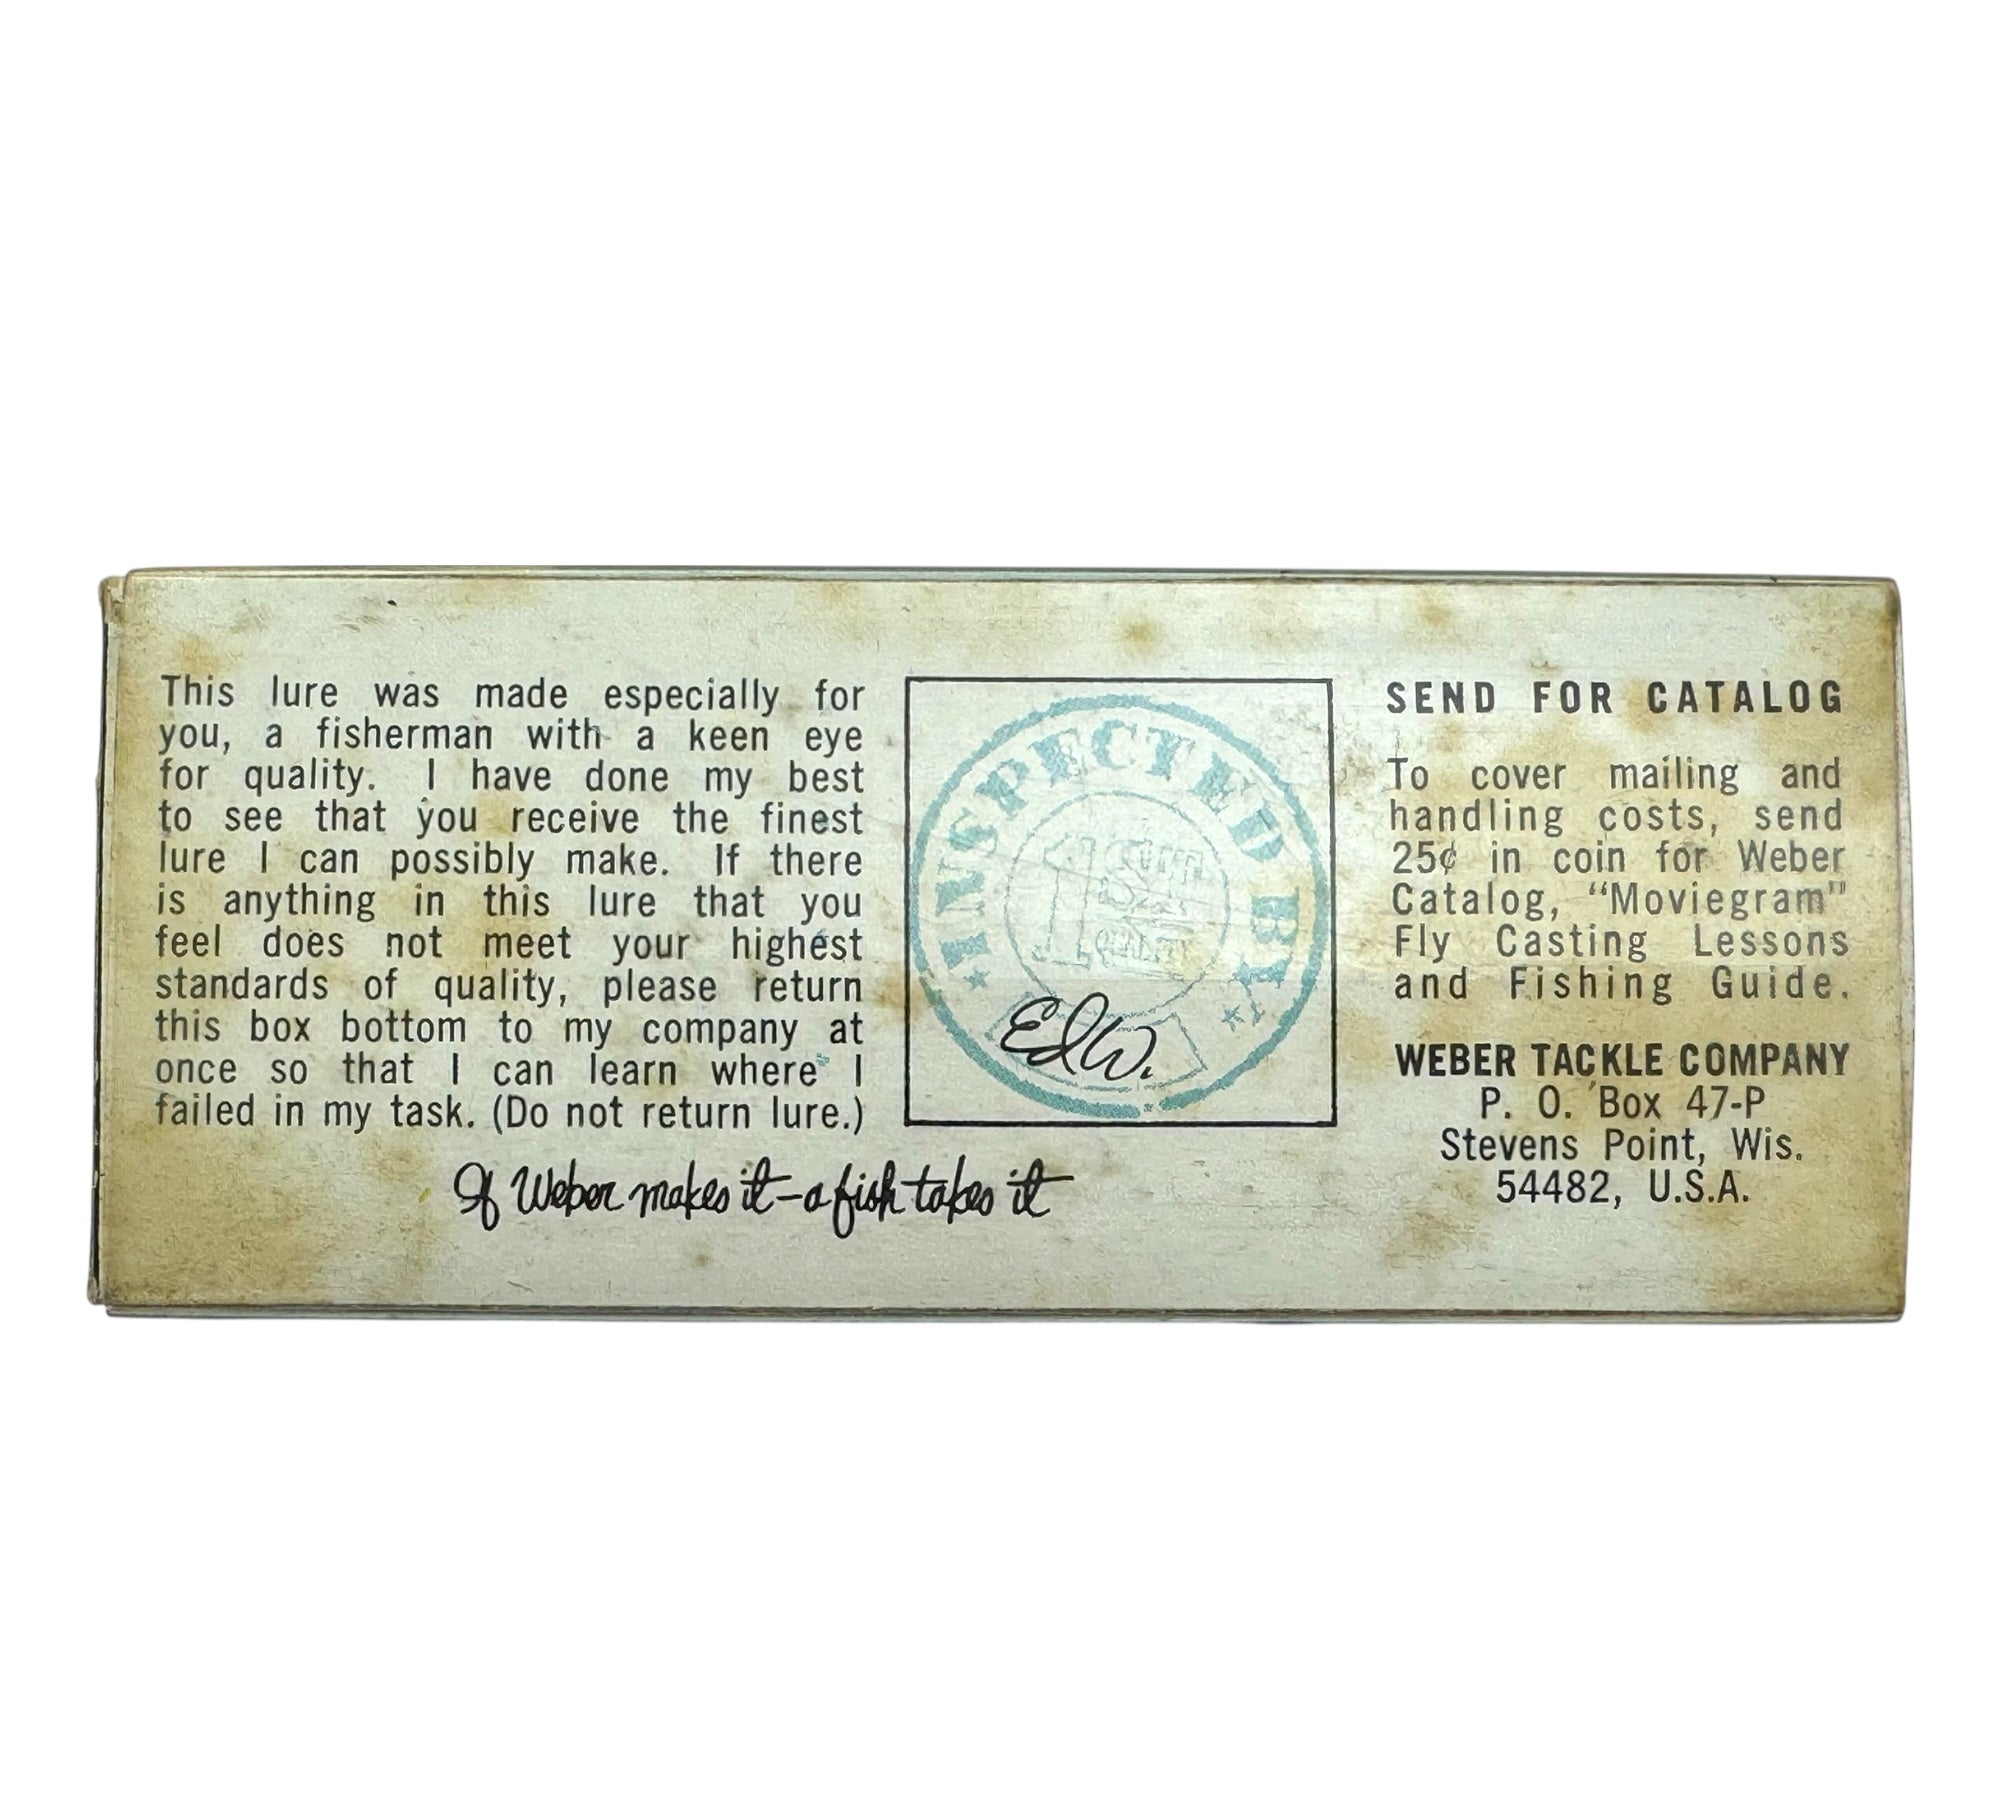 This lure was made especially for
you, a fisherman with a keen eye
for quality. I have done my best
to see that you receive the finest
lure I can possibly make. If there
is anything in this lure that you
feel does not meet your highest
standards of quality, please return
this box bottom to my company at
once so that I can learn where I
failed in my task. (Do not return lure.)
If Weber makes it–a fish takes it
INSPECTED BY
Ed W.
SEND FOR CATALOG
To cover mailing and
handling costs, send
25¢ in coin for Weber
Catalog, “Moviegram”
Fly Casting Lessons
and Fishing Guide.
WEBER TACKLE COMPANY
P. O. Box 47-P
Stevens Point, Wis.
54482, U.S.A.